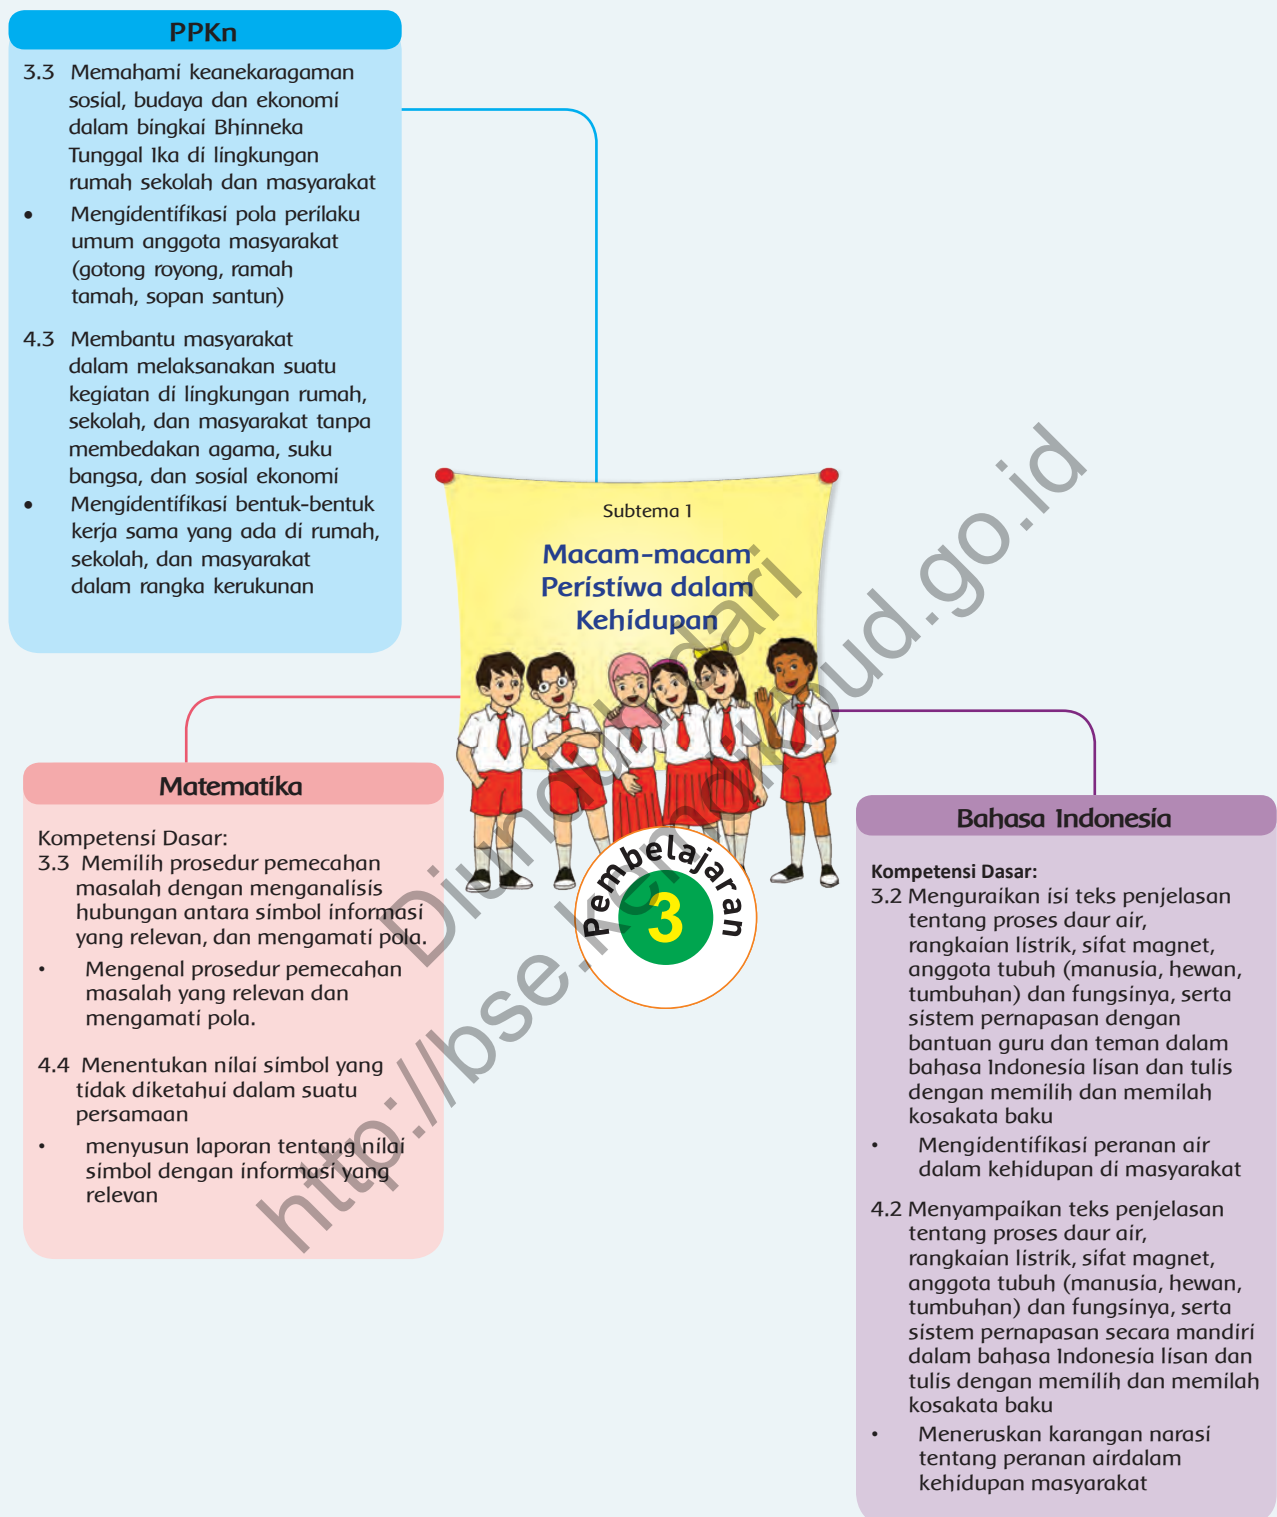 PPKn
3.3 Memahami keanekaragaman
sosial, budaya dan ekonomi
dalam bingkai Bhinneka
Tunggal Ika di lingkungan
rumah sekolah dan masyarakat
• Mengidentifikasi pola perilaku
umum anggota masyarakat
(gotong royong, ramah
tamah, sopan santun)
4.3 Membantu masyarakat
dalam melaksanakan suatu
kegiatan di lingkungan rumah,
sekolah, dan masyarakat tanpa
membedakan agama, suku
bangsa, dan sosial ekonomi
• Mengidentifikasi bentuk-bentuk
kerja sama yang ada di rumah,
sekolah, dan masyarakat
dalam rangka kerukunan
Subtema 1
Macam-macam
Peristiwa dalam
Kehidupan
Pembelajaran
3
Matematika
Kompetensi Dasar:
3.3 Memilih prosedur pemecahan
masalah dengan menganalisis
hubungan antara simbol informasi
yang relevan, dan mengamati pola.
• Mengenal prosedur pemecahan
masalah yang relevan dan
mengamati pola.
4.4 Menentukan nilai simbol yang
tidak diketahui dalam suatu
persamaan
• menyusun laporan tentang nilai
simbol dengan informasi yang
relevan
Bahasa Indonesia
Kompetensi Dasar:
3.2 Menguraikan isi teks penjelasan
tentang proses daur air,
rangkaian listrik, sifat magnet,
anggota tubuh (manusia, hewan,
tumbuhan) dan fungsinya, serta
sistem pernapasan dengan
bantuan guru dan teman dalam
bahasa Indonesia lisan dan tulis
dengan memilih dan memilah
kosakata baku
• Mengidentifikasi peranan air
dalam kehidupan di masyarakat
4.2 Menyampaikan teks penjelasan
tentang proses daur air,
rangkaian listrik, sifat magnet,
anggota tubuh (manusia, hewan,
tumbuhan) dan fungsinya, serta
sistem pernapasan secara mandiri
dalam bahasa Indonesia lisan dan
tulis dengan memilih dan memilah
kosakata baku
• Meneruskan karangan narasi
tentang peranan airdalam
kehidupan masyarakat
Diunduh dari
http://bse.kemdikbud.go.id